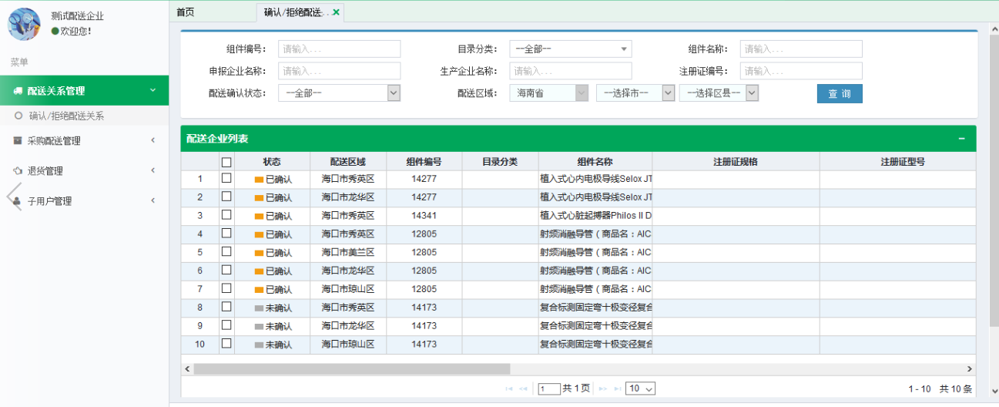 测试配送企业
欢迎您!
菜单
配送关系管理
确认/拒绝配送关系
采购配送管理
退货管理
子用户管理
首页 确认/拒绝配送...
组件编号: 请输入... 目录分类: --全部-- 组件名称: 请输入...
申报企业名称: 请输入... 生产企业名称: 请输入... 注册证编号: 请输入...
配送确认状态: --全部-- 配送区域: 海南省 --选择市-- --选择区县-- 查 询
配送企业列表
状态 配送区域 组件编号 目录分类 组件名称 注册证规格 注册证型号
1 已确认 海口市秀英区 14277 植入式心内电极导线Selox JT
2 已确认 海口市龙华区 14277 植入式心内电极导线Selox JT
3 已确认 海口市秀英区 14341 植入式心脏起搏器Philos II D
4 已确认 海口市秀英区 12805 射频消融导管（商品名：AIC
5 已确认 海口市美兰区 12805 射频消融导管（商品名：AIC
6 已确认 海口市龙华区 12805 射频消融导管（商品名：AIC
7 已确认 海口市琼山区 12805 射频消融导管（商品名：AIC
8 未确认 海口市秀英区 14173 复合标测固定弯十极变径复合
9 未确认 海口市龙华区 14173 复合标测固定弯十极变径复合
10 未确认 海口市琼山区 14173 复合标测固定弯十极变径复合
1 共 1 页 10 1 - 10 共 10 条